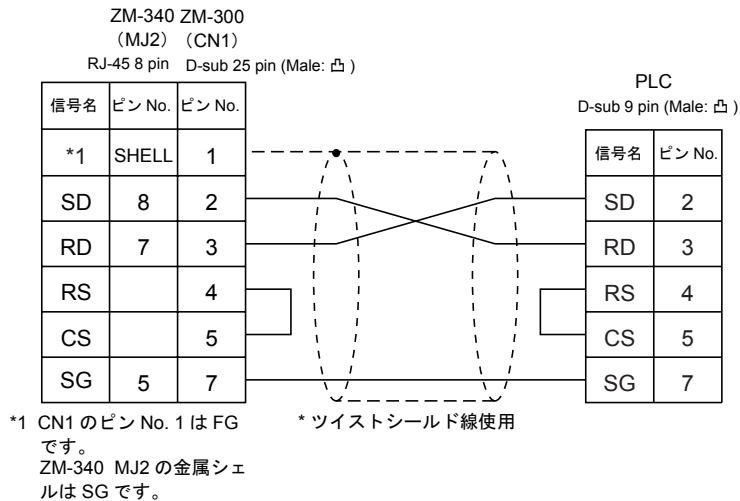 ZM-340 ZM-300
（MJ2）（CN1）
RJ-45 8 pin D-sub 25 pin (Male: 凸 )
PLC
D-sub 9 pin (Male: 凸 )
信号名 ピン No. ピン No.
*1 SHELL 1
SD 8 2
RD 7 3
RS 4
CS 5
SG 5 7
信号名 ピン No.
SD 2
RD 3
RS 4
CS 5
SG 7
*1 CN1 のピン No. 1 は FG
です。
ZM-340 MJ2 の金属シェ
ルは SG です。
* ツイストシールド線使用